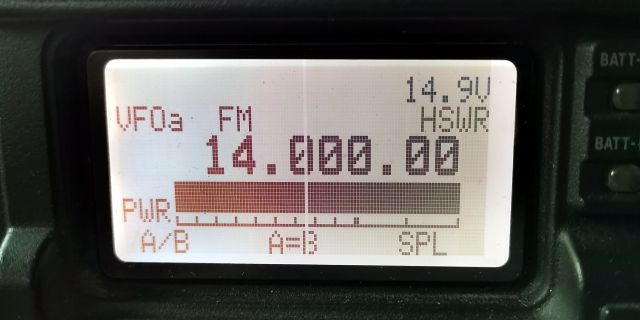 14.9V
VFOa FM HSWR
14.000.00
PWR
A/B A=B SPL
BATT-
BATT-